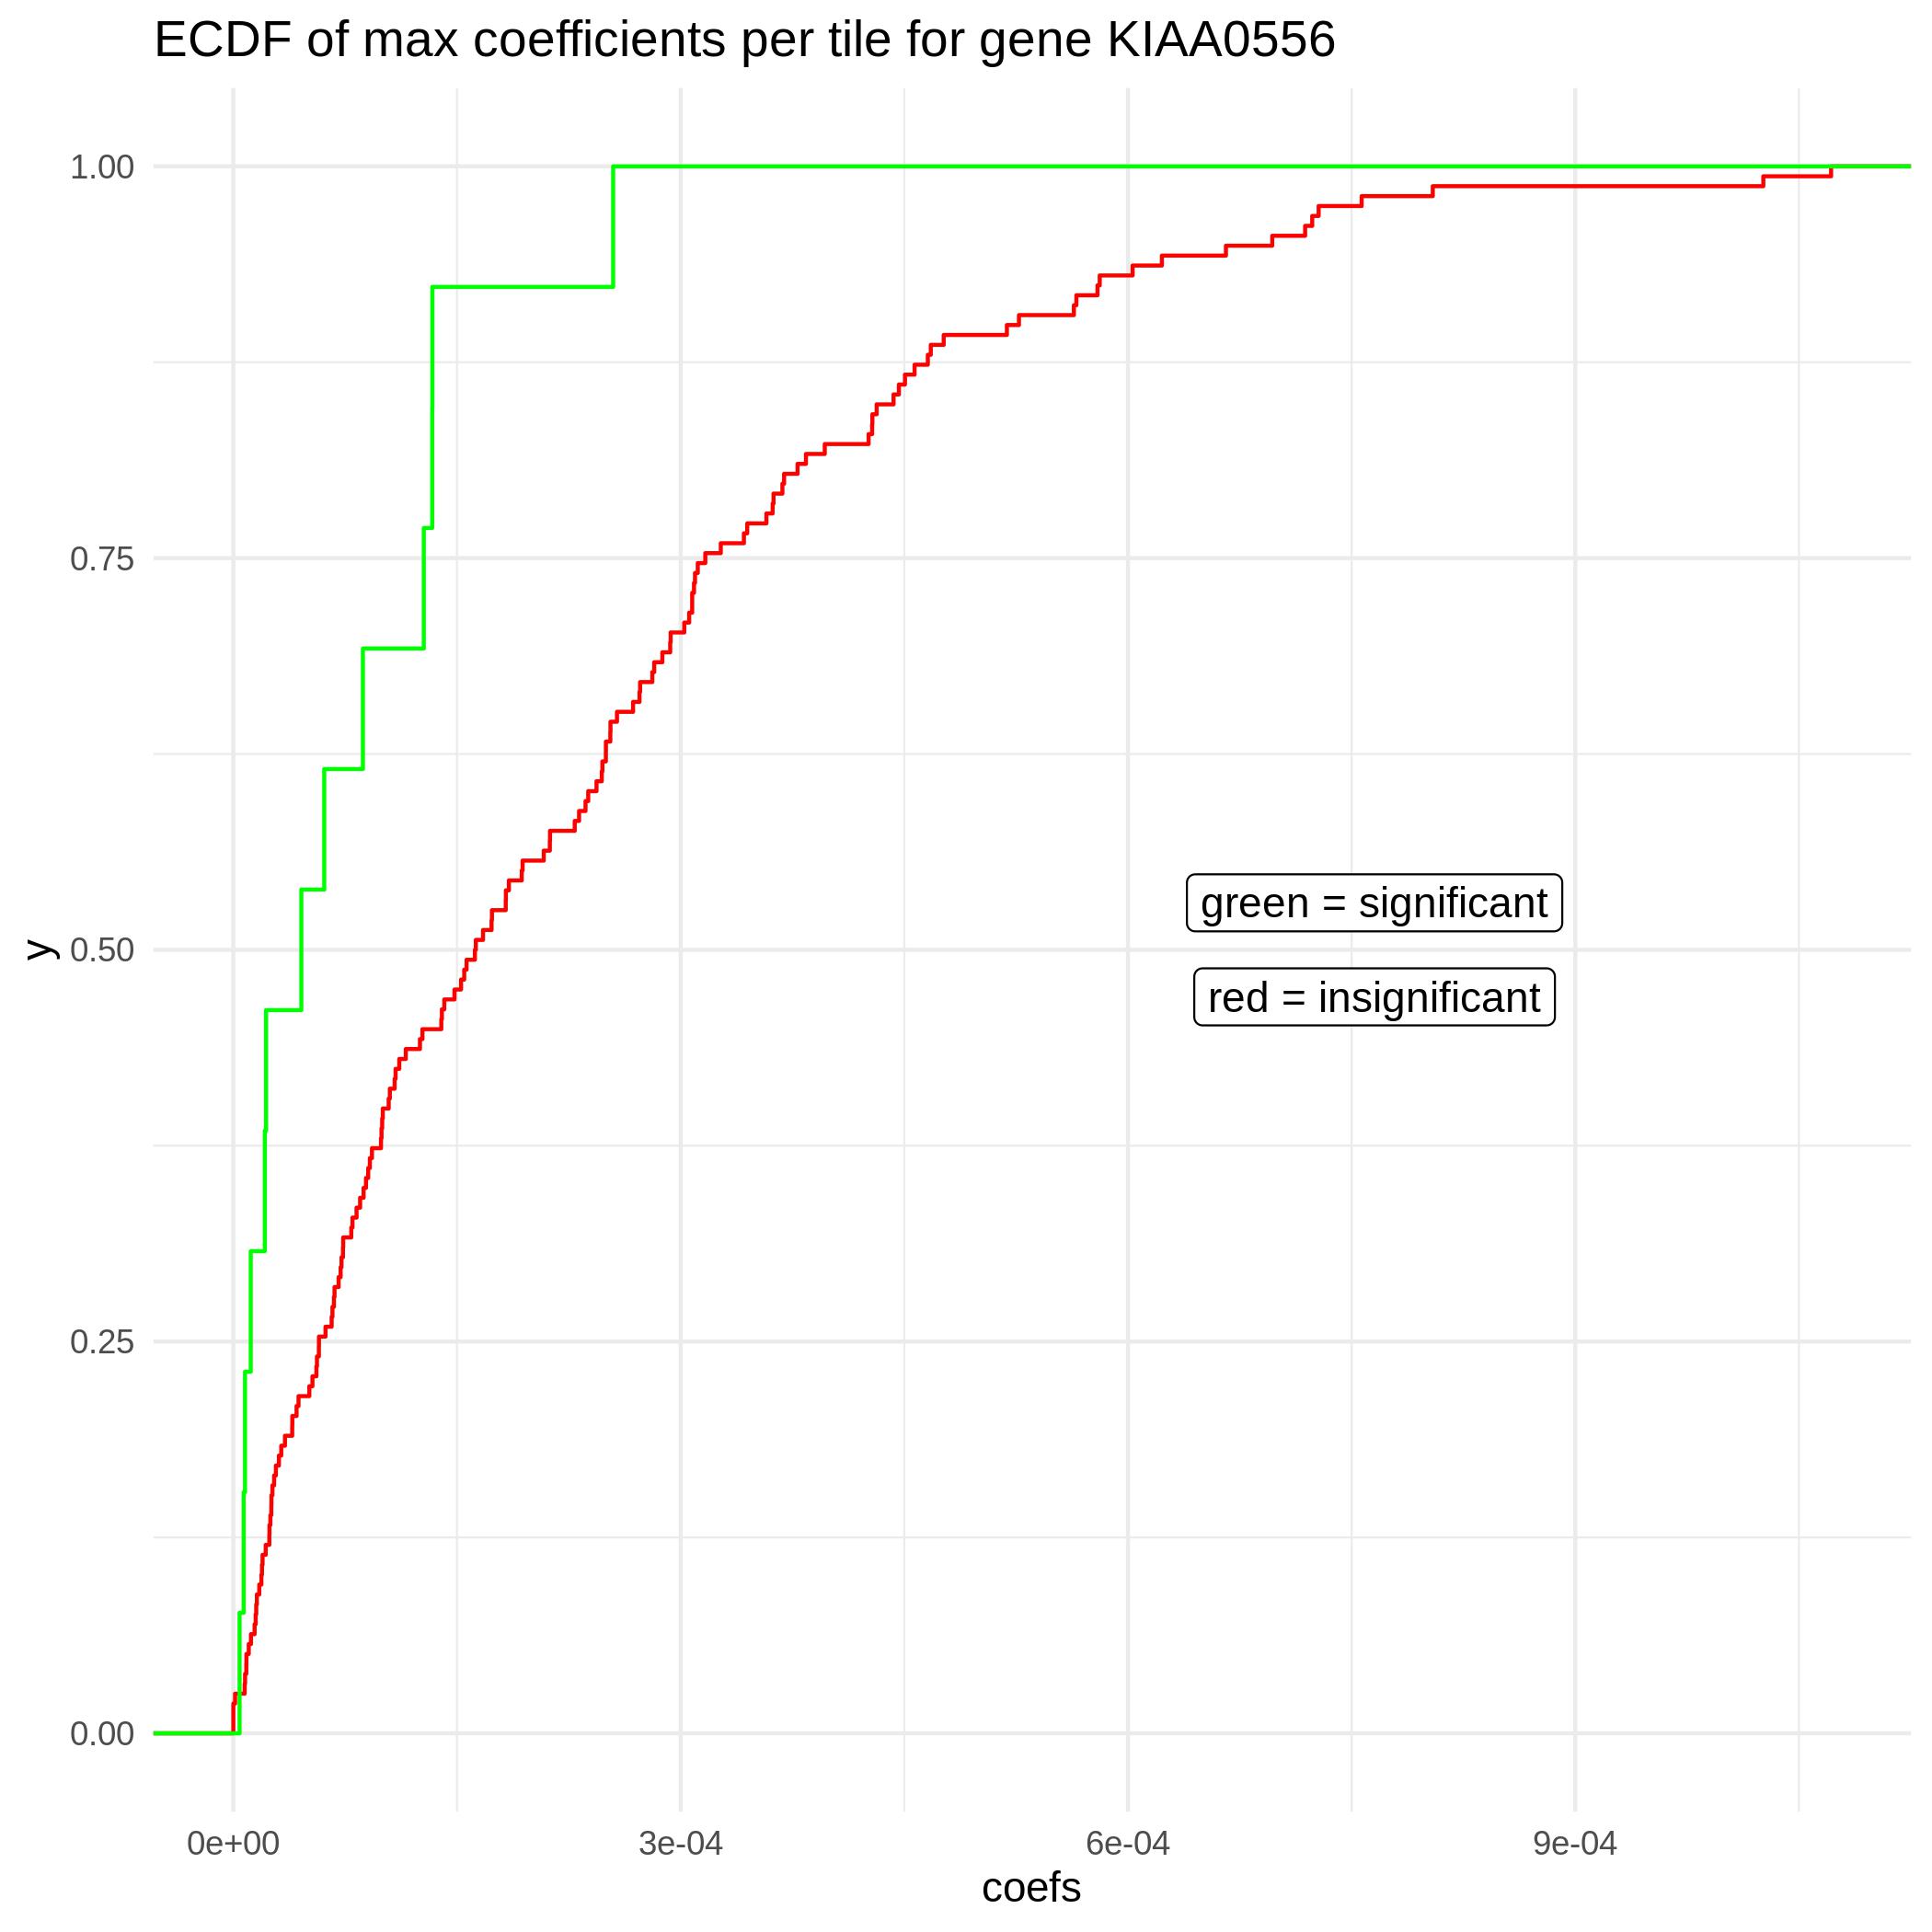 ECDF of max coefficients per tile for gene KIAA0556
1.00
0.75
0.50
0.25
0.00
y
green = significant
red = insignificant
0e+00 3e-04 6e-04 9e-04
coefs